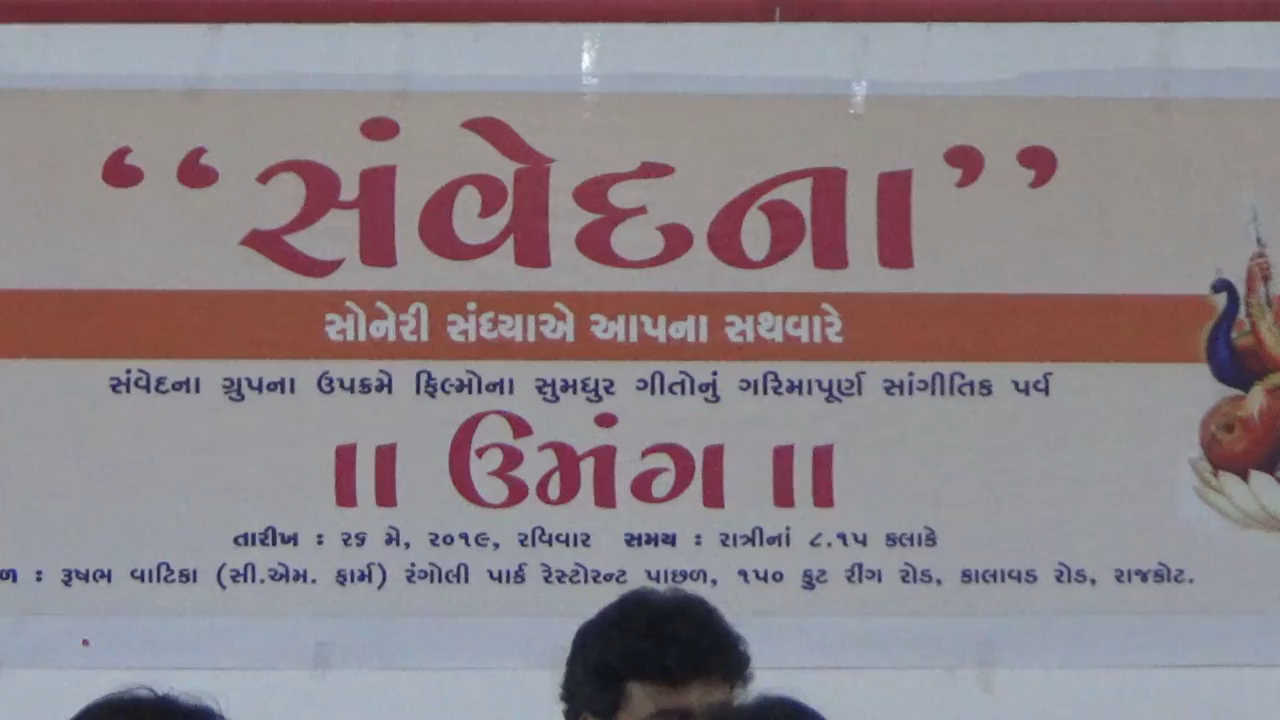 “સંવેદના”
સોનેરી સંધ્યાએ આપના સથવારે
સંવેદના ગ્રુપના ઉપક્રમે ફિલ્મોના સુમધુર ગીતોનું ગરિમાપૂર્ણ સાંગીતિક પર્વ
॥ ઉમંગ ॥
તારીખ : ૨૬ મે, ૨૦૧૯, રવિવાર સમય : રાત્રીનાં ૮.૧૫ કલાકે
ળ : રૂષભ વાટિકા (સી.એમ. ફાર્મ) રંગોલી પાર્ક રેસ્ટોરન્ટ પાછળ, ૧૫૦ ફુટ રીંગ રોડ, કાલાવડ રોડ, રાજકોટ.